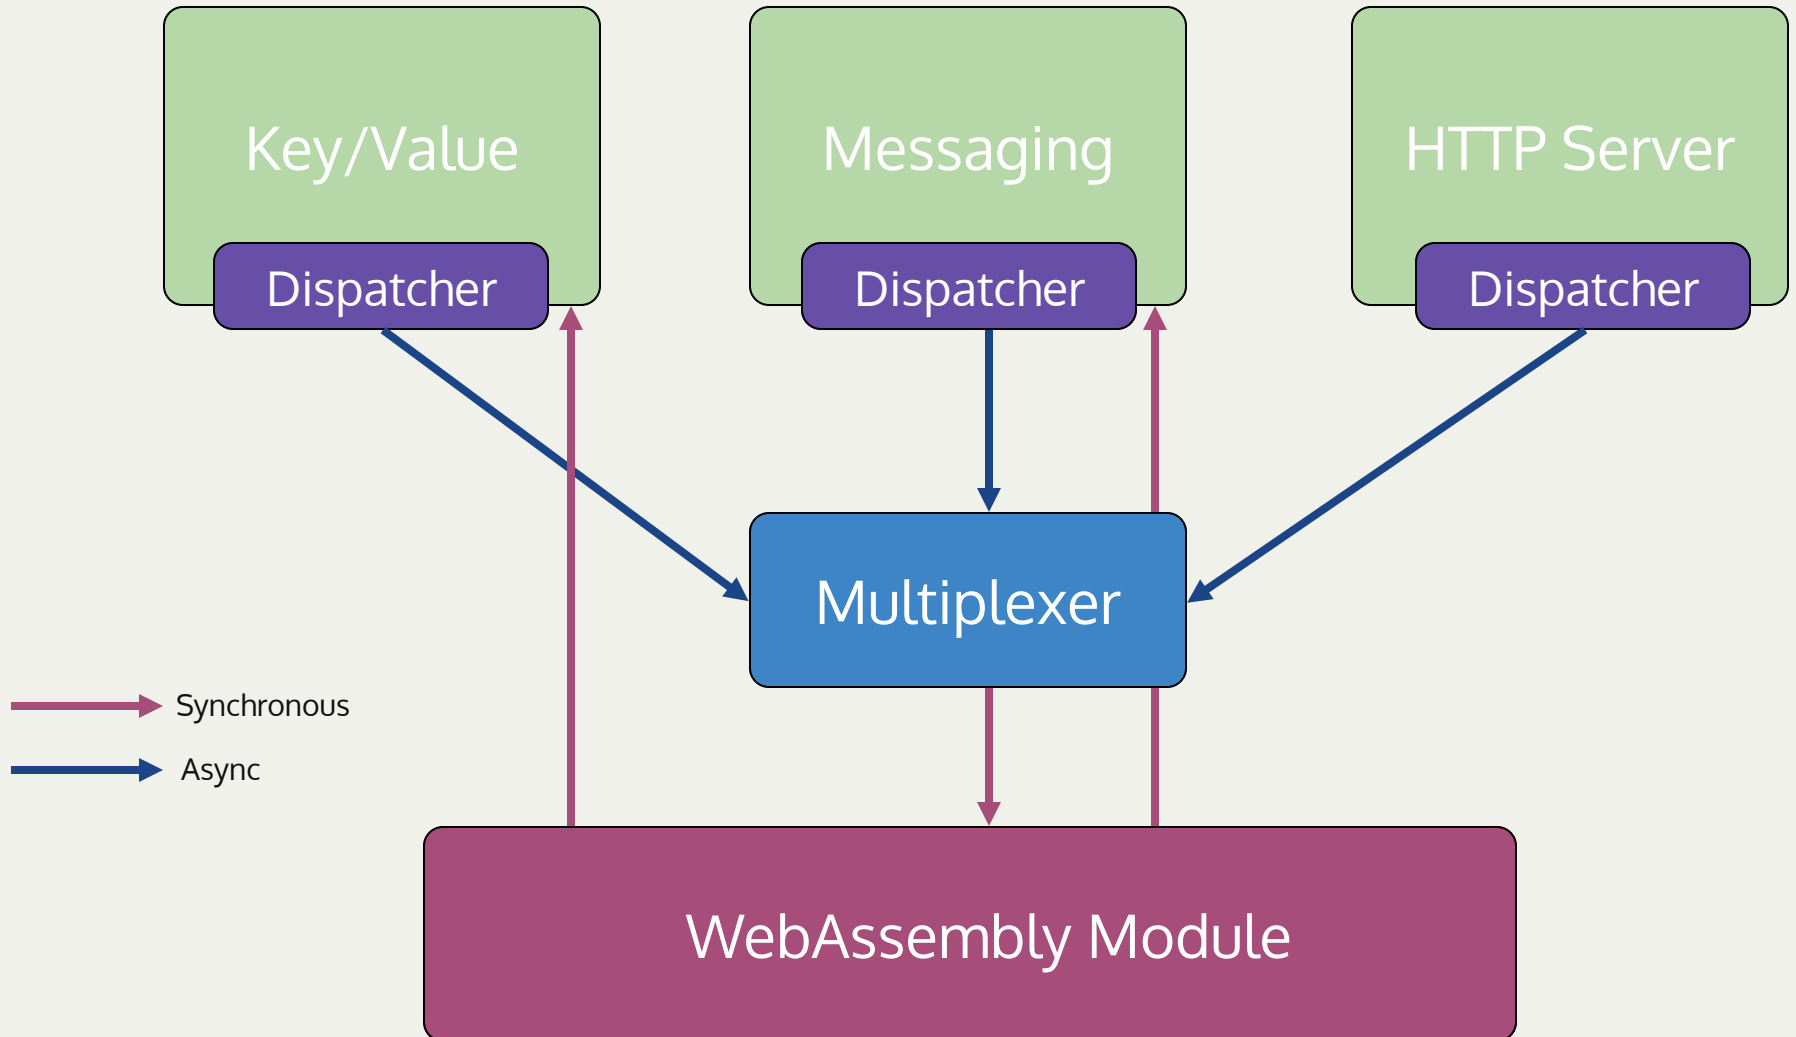 Key/Value
Messaging
HTTP Server
Dispatcher
Dispatcher
Dispatcher
Multiplexer
Synchronous
Async
WebAssembly Module